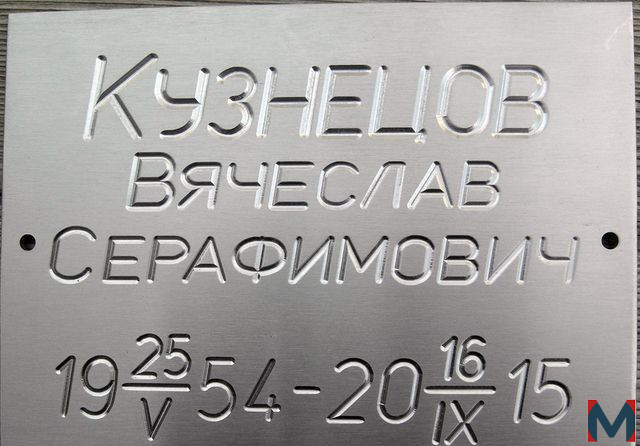 Кузнецов
Вячеслав
Серафимович
19 25/V 54-20 16/IX 15
M